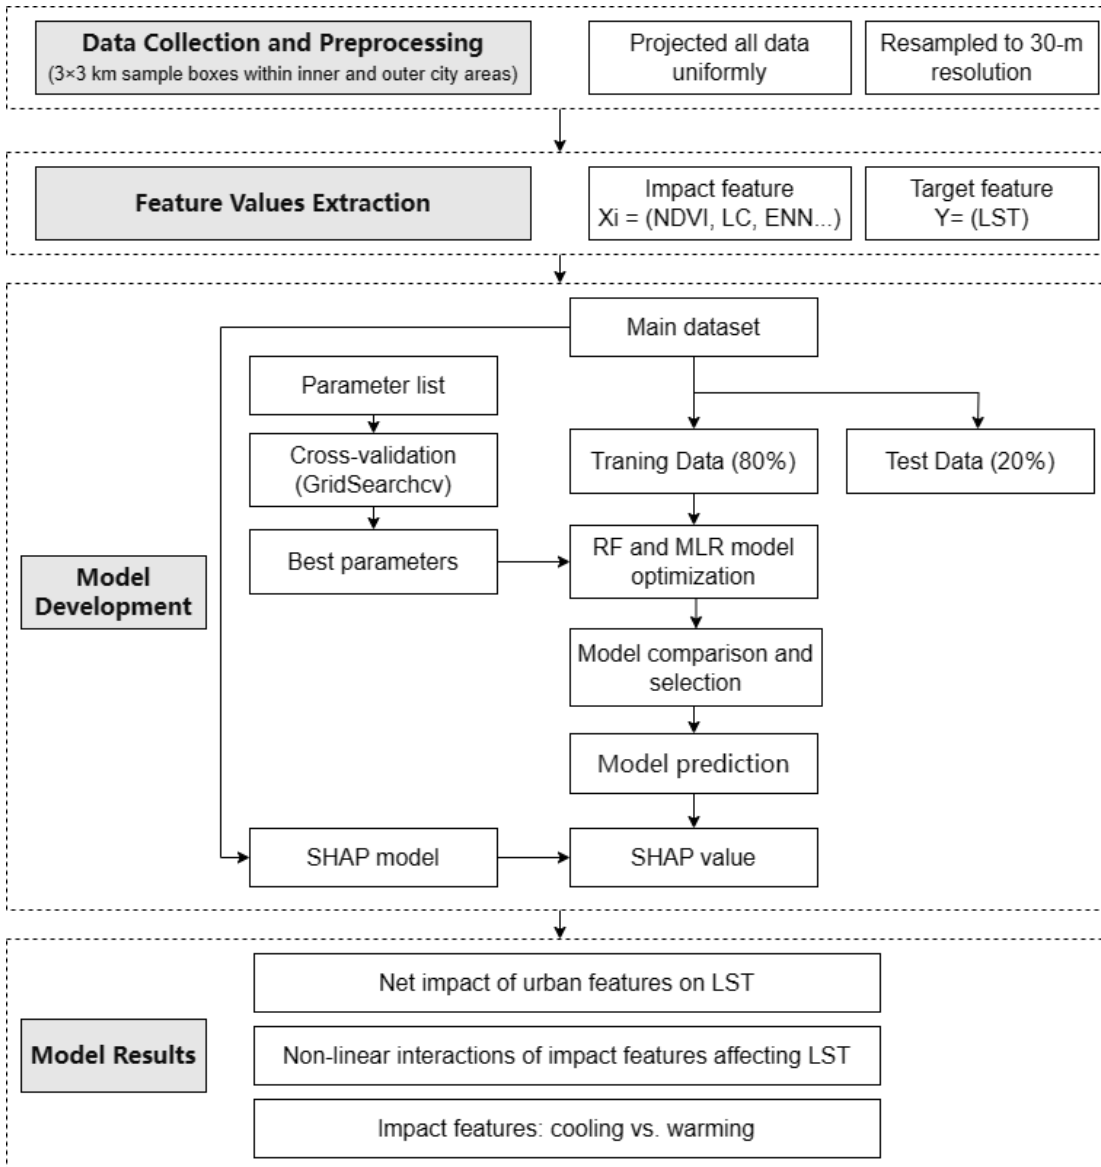 Data Collection and Preprocessing
(3×3 km sample boxes within inner and outer city areas)
Projected all data
uniformly
Resampled to 30-m
resolution
Feature Values Extraction
Impact feature
Xi = (NDVI, LC, ENN...)
Target feature
Y= (LST)
Main dataset
Parameter list
Cross-validation
(GridSearchcv)
Traning Data (80%)
Test Data (20%)
Best parameters
RF and MLR model
optimization
Model
Development
Model comparison and
selection
Model prediction
SHAP model
SHAP value
Net impact of urban features on LST
Model Results
Non-linear interactions of impact features affecting LST
Impact features: cooling vs. warming